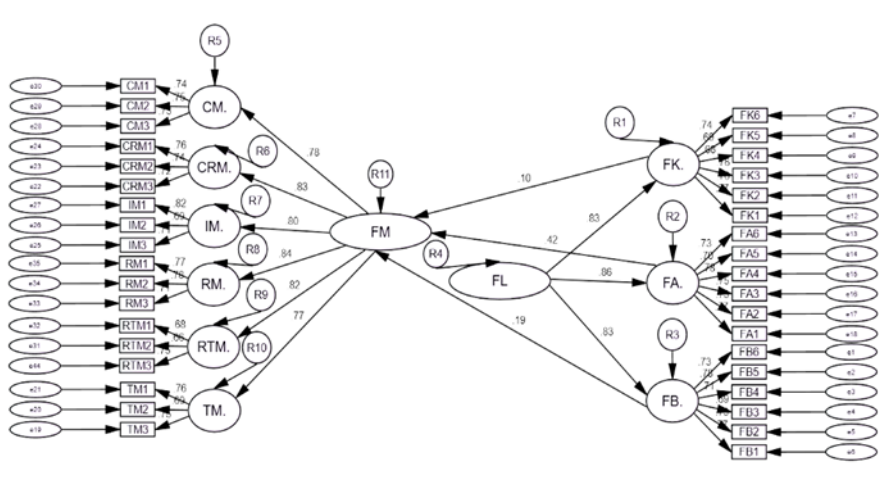 R5
e30
CM1
.74
e29
CM2
CM.
e28
CM3
e24
CRM1
.76
R6
e23
CRM2
.74
CRM.
e22
CRM3
e27
IM1
.82
R7
e26
IM2
IM.
e25
IM3
R8
e35
RM1
.77
e34
RM2
RM.
e33
RM3
R9
e32
RTM1
.68
e31
RTM2
RTM.
RTM3
R10
e21
TM1
.76
e20
TM2
TM.
e19
TM3
.78
.83
.80
.84
.82
.77
R11
FM
.10
.42
.19
R4
FL
.83
.86
.83
R1
FK.
R2
FA.
R3
FB.
.74
FK6
e7
FK5
e8
FK4
e9
FK3
e10
FK2
e11
FK1
e12
.73
FA6
e13
FA5
e14
FA4
e15
FA3
e16
FA2
e17
FA1
e18
.73
FB6
e1
FB5
e2
.71
FB4
e3
FB3
e4
FB2
e5
FB1
e6